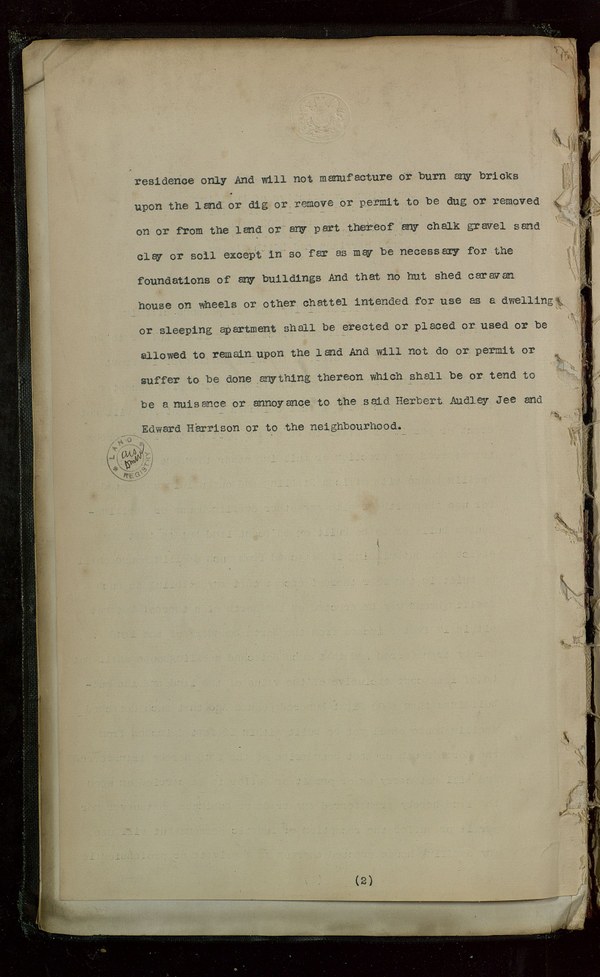 residence only And will not manufacture or burn any bricks
upon the land or dig or remove or permit to be dug or removed
on or from the land or any part thereof any chalk gravel sand
clay or soil except in so far as may be necessary for the
foundations of any buildings And that no hut shed caravan
house on wheels or other chattel intended for use as a dwelling
or sleeping apartment shall be erected or placed or used or be
allowed to remain upon the land And will not do or permit or
suffer to be done anything thereon which shall be or tend to
be a nuisance or annoyance to the said Herbert Audley Jee and
Edward Harrison or to the neighbourhood.
LAND
REGISTRY
(2)